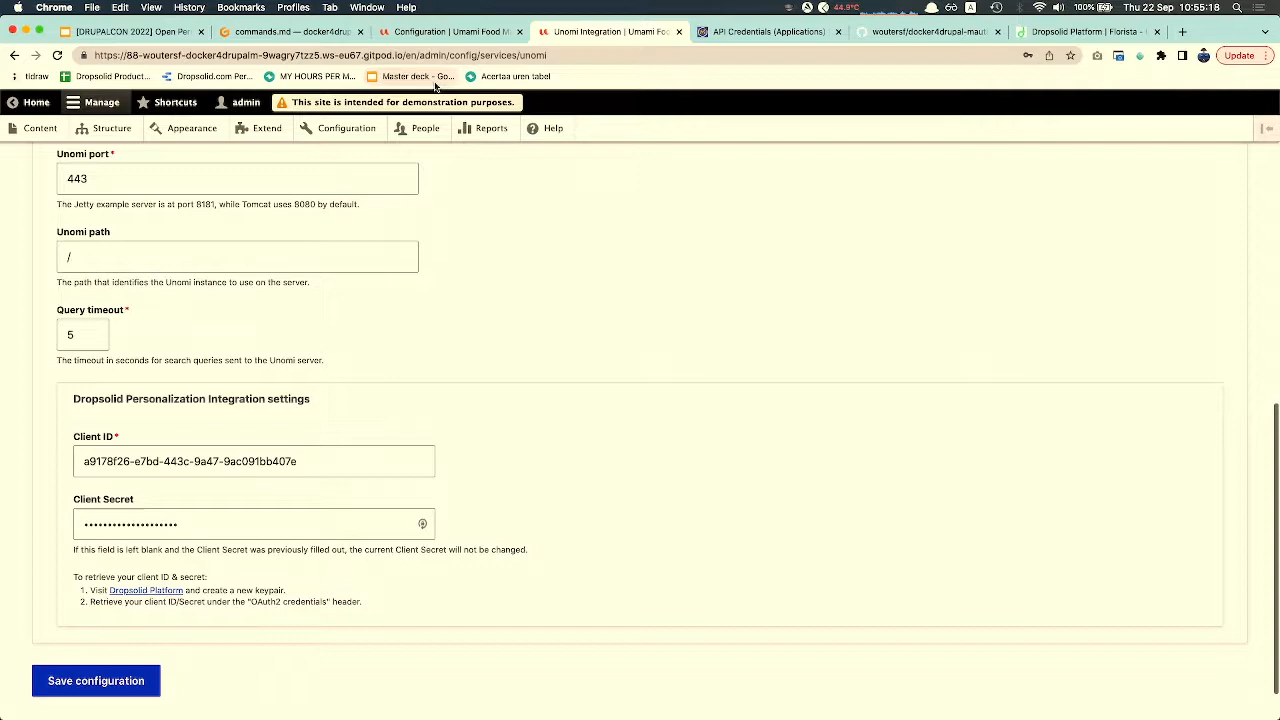 Chrome File Edit View History Bookmarks Profiles Tab Window Help 44.9°C 100% Thu 22 Sep 10:55:18
[DRUPALCON 2022] Open Peri commands.md — docker4dru Configuration | Umami Food M Unomi Integration | Umami Foo API Credentials (Applications) woutersf/docker4drupal-mauti Dropsolid Platform | Florista -
https://88-woutersf-docker4drupalm-9wagry7tzz5.ws-eu67.gitpod.io/en/admin/config/services/unomi Update
tldraw Dropsolid Product... Dropsolid.com Per... MY HOURS PER M... Master deck - Go... Acertaa uren tabel
Home Manage Shortcuts admin This site is intended for demonstration purposes.
Content Structure Appearance Extend Configuration People Reports Help
Unomi port*
443
The Jetty example server is at port 8181, while Tomcat uses 8080 by default.
Unomi path
/
The path that identifies the Unomi instance to use on the server.
Query timeout*
5
The timeout in seconds for search queries sent to the Unomi server.
Dropsolid Personalization Integration settings
Client ID*
a9178f26-e7bd-443c-9a47-9ac091bb407e
Client Secret
••••••••••••••••••••
If this field is left blank and the Client Secret was previously filled out, the current Client Secret will not be changed.
To retrieve your client ID & secret:
1. Visit Dropsolid Platform and create a new keypair.
2. Retrieve your client ID/Secret under the "OAuth2 credentials" header.
Save configuration